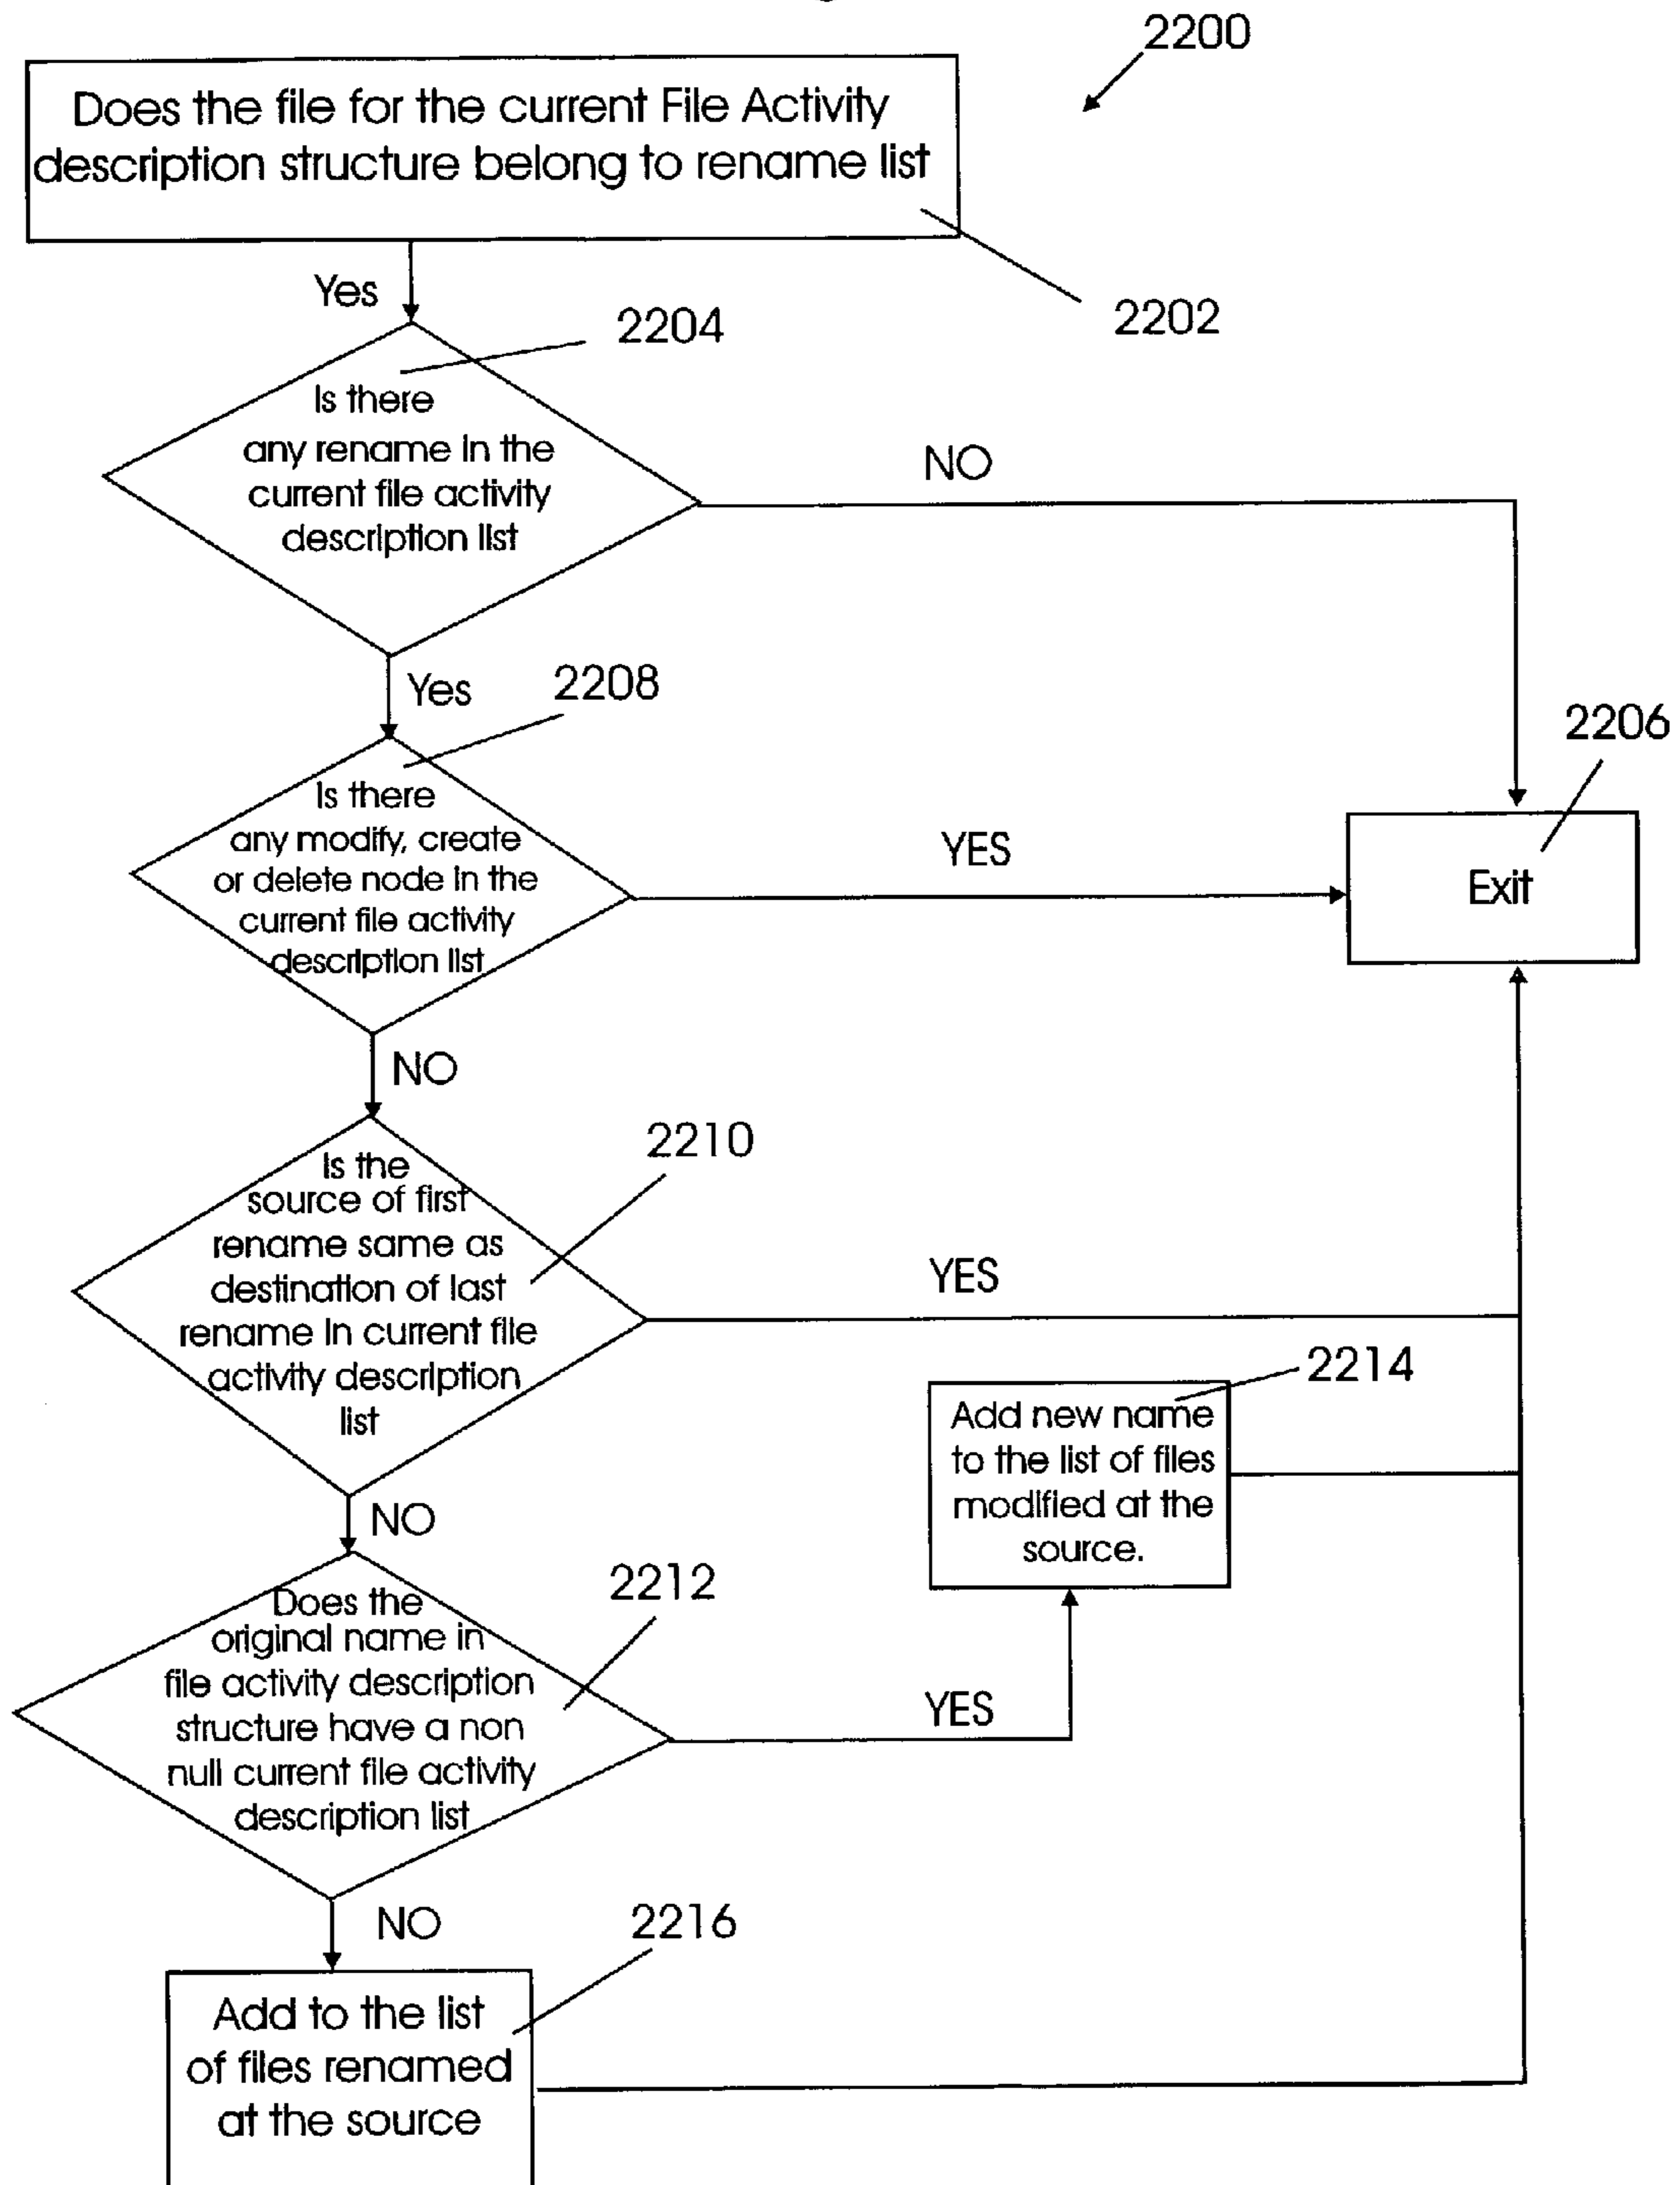 2200
Does the file for the current File Activity
description structure belong to rename list
2202
Yes
2204
Is there
any rename in the
current file activity
description list
NO
Yes
2208
2206
Is there
any modify, create
or delete node in the
current file activity
description list
YES
Exit
NO
2210
Is the
source of first
rename same as
destination of last
rename in current file
activity description
list
YES
2214
Add new name
to the list of files
modified at the
source.
NO
2212
Does the
original name in
file activity description
structure have a non
null current file activity
description list
YES
NO
2216
Add to the list
of files renamed
at the source